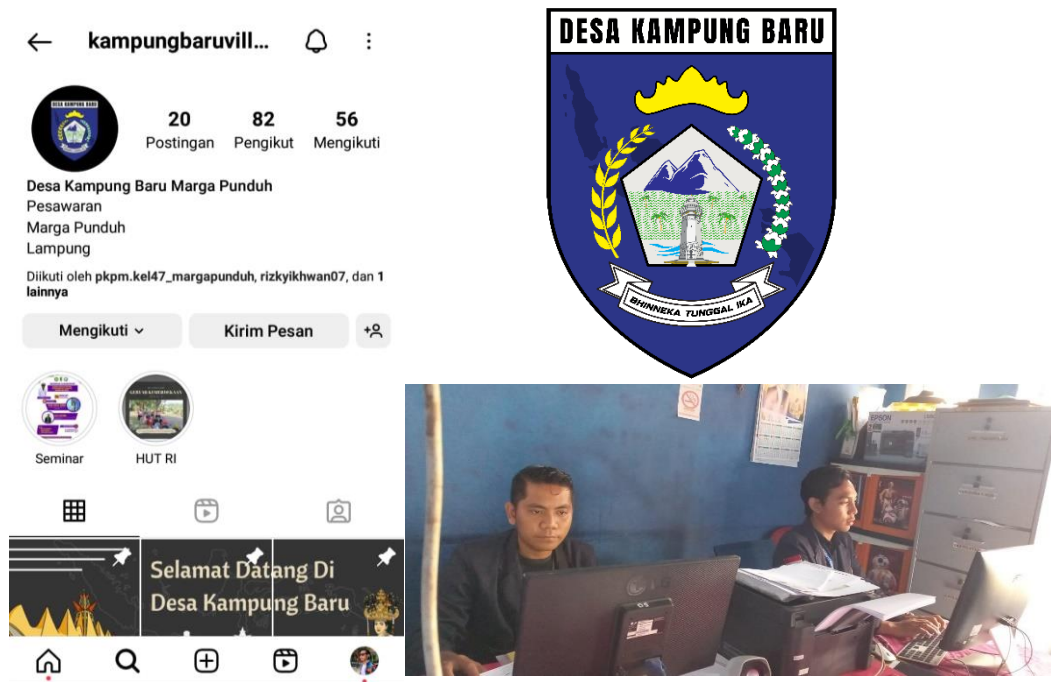 kampungbaruvill...
20
82
56
Postingan
Pengikut
Mengikuti
Desa Kampung Baru Marga Punduh
Pesawaran
Marga Punduh
Lampung
Diikuti oleh pkpm.kel47_margapunduh, rizkyikhwan07, dan 1
lainnya
Mengikuti
Kirim Pesan
Seminar
HUT RI
Selamat Datang Di
Desa Kampung Baru
DESA KAMPUNG BARU
BHINNEKA TUNGGAL IKA
EPSON